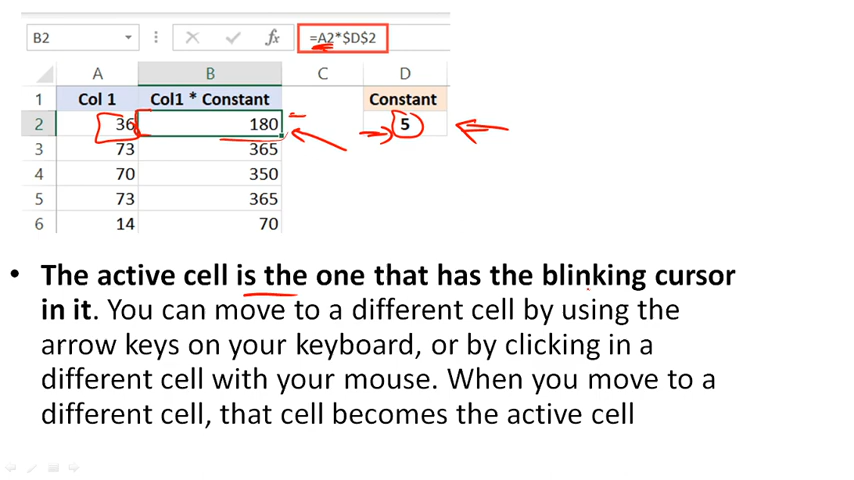 B2 fx =A2*$D$2
A B C D
1 Col 1 Col1 * Constant Constant
2 36 180 5
3 73 365
4 70 350
5 73 365
6 14 70
• The active cell is the one that has the blinking cursor
in it. You can move to a different cell by using the
arrow keys on your keyboard, or by clicking in a
different cell with your mouse. When you move to a
different cell, that cell becomes the active cell